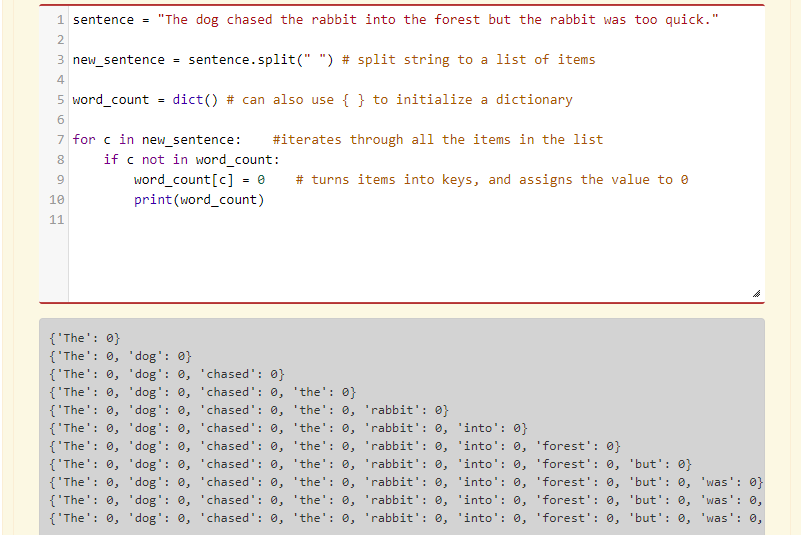 1 sentence = "The dog chased the rabbit into the forest but the rabbit was too quick."
2
3 new_sentence = sentence.split(" ") # split string to a list of items
4
5 word_count = dict() # can also use { } to initialize a dictionary
6
7 for c in new_sentence:    #iterates through all the items in the list
8     if c not in word_count:
9         word_count[c] = 0    # turns items into keys, and assigns the value to 0
10         print(word_count)
11
{'The': 0}
{'The': 0, 'dog': 0}
{'The': 0, 'dog': 0, 'chased': 0}
{'The': 0, 'dog': 0, 'chased': 0, 'the': 0}
{'The': 0, 'dog': 0, 'chased': 0, 'the': 0, 'rabbit': 0}
{'The': 0, 'dog': 0, 'chased': 0, 'the': 0, 'rabbit': 0, 'into': 0}
{'The': 0, 'dog': 0, 'chased': 0, 'the': 0, 'rabbit': 0, 'into': 0, 'forest': 0}
{'The': 0, 'dog': 0, 'chased': 0, 'the': 0, 'rabbit': 0, 'into': 0, 'forest': 0, 'but': 0}
{'The': 0, 'dog': 0, 'chased': 0, 'the': 0, 'rabbit': 0, 'into': 0, 'forest': 0, 'but': 0, 'was': 0}
{'The': 0, 'dog': 0, 'chased': 0, 'the': 0, 'rabbit': 0, 'into': 0, 'forest': 0, 'but': 0, 'was': 0,
{'The': 0, 'dog': 0, 'chased': 0, 'the': 0, 'rabbit': 0, 'into': 0, 'forest': 0, 'but': 0, 'was': 0,